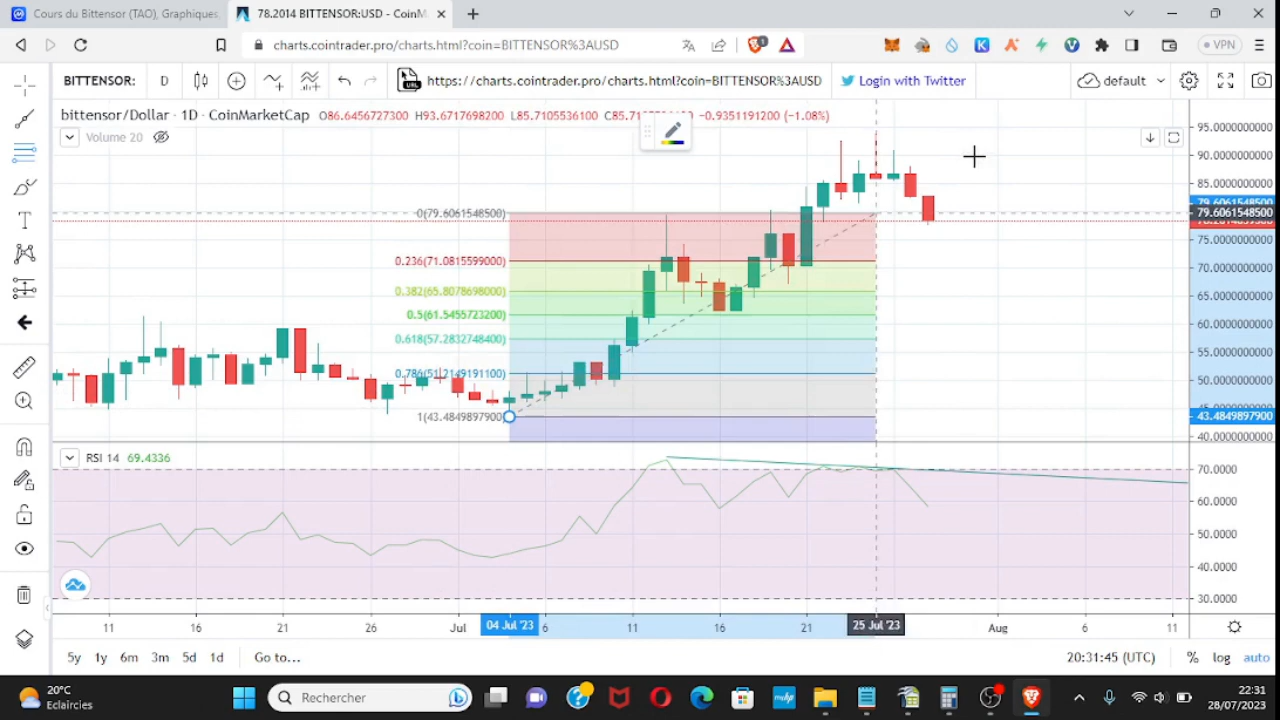 Cours du Bittensor (TAO), Graphiques,
78.2014 BITTENSOR:USD - CoinM
charts.cointrader.pro/charts.html?coin=BITTENSOR%3AUSD
VPN
BITTENSOR:
D
URL
https://charts.cointrader.pro/charts.html?coin=BITTENSOR%3AUSD
Login with Twitter
default
bittensor/Dollar · 1D · CoinMarketCap
O86.6456727300 H93.6717698200 L85.7105536100
−0.9351191200 (−1.08%)
Volume 20
95.0000000000
90.0000000000
85.0000000000
79.6061548500
75.0000000000
70.0000000000
65.0000000000
60.0000000000
55.0000000000
50.0000000000
43.4849897900
40.0000000000
0(79.6061548500)
0.236(71.0815599000)
0.382(65.8078698000)
0.5(61.5455723200)
0.618(57.2832748400)
0.786(51.2149191100)
1(43.4849897900)
RSI 14 69.4336
70.0000
60.0000
50.0000
40.0000
30.0000
11
16
21
26
Jul
04 Jul '23
6
11
16
21
25 Jul '23
Aug
6
11
5y
1y
6m
3m
5d
1d
Go to...
20:31:45 (UTC)
%
log
auto
20°C
Eclaircies
Rechercher
22:31
28/07/2023